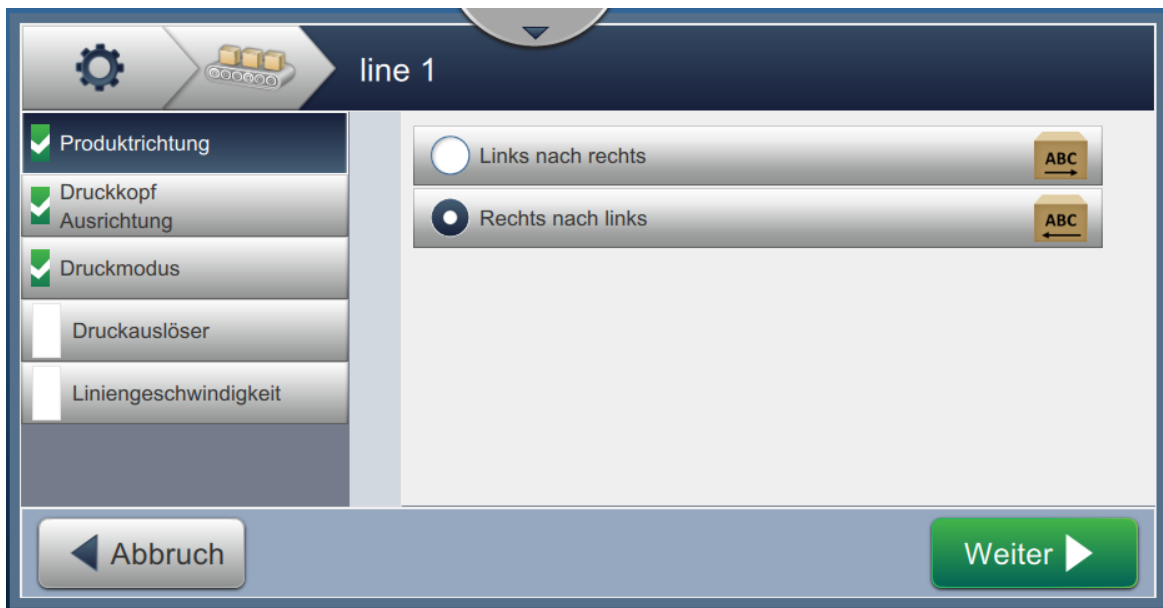 line 1
Produktrichtung
Druckkopf
Ausrichtung
Druckmodus
Druckauslöser
Liniengeschwindigkeit
Links nach rechts
ABC
Rechts nach links
ABC
Abbruch
Weiter